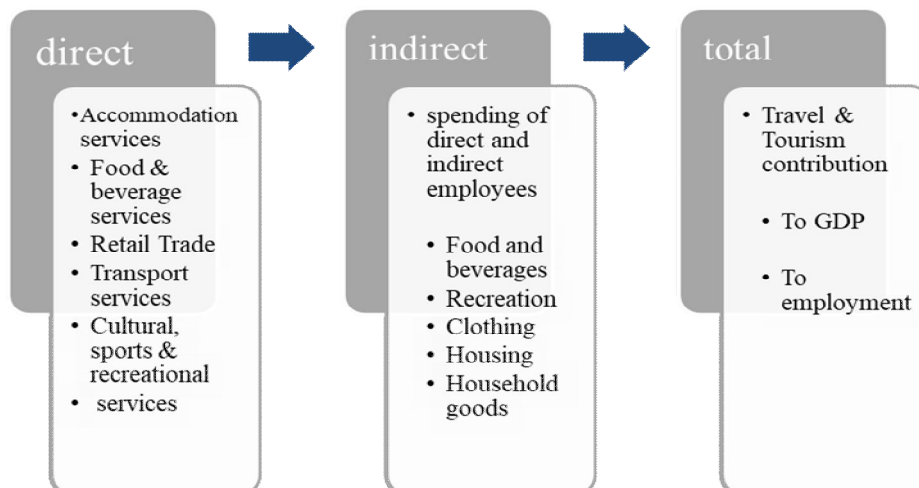 direct
•Accommodation
services
• Food &
beverage
services
• Retail Trade
• Transport
services
• Cultural,
sports &
recreational
• services
indirect
• spending of
direct and
indirect
employees
• Food and
beverages
• Recreation
• Clothing
• Housing
• Household
goods
total
• Travel &
Tourism
contribution
• To GDP
• To
employment